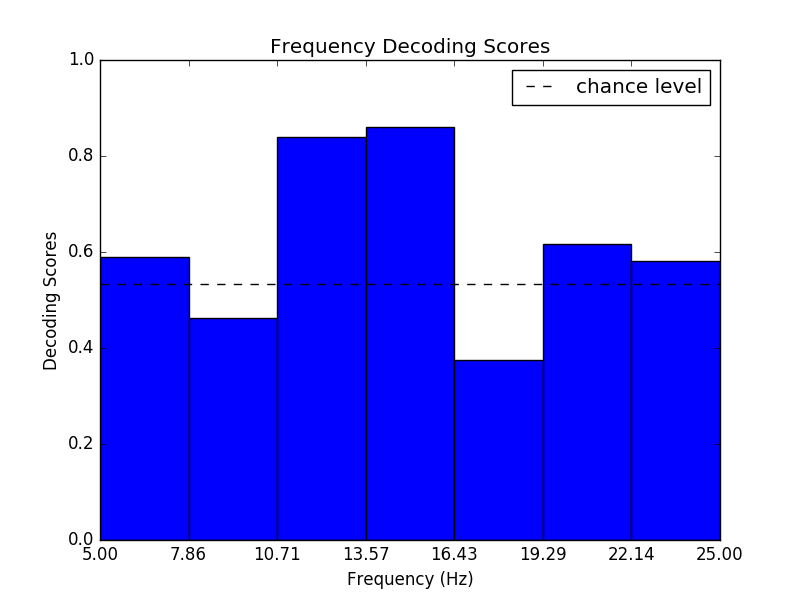 Frequency Decoding Scores
chance level
1.0
0.8
0.6
0.4
0.2
0.0
Decoding Scores
5.00 7.86 10.71 13.57 16.43 19.29 22.14 25.00
Frequency (Hz)